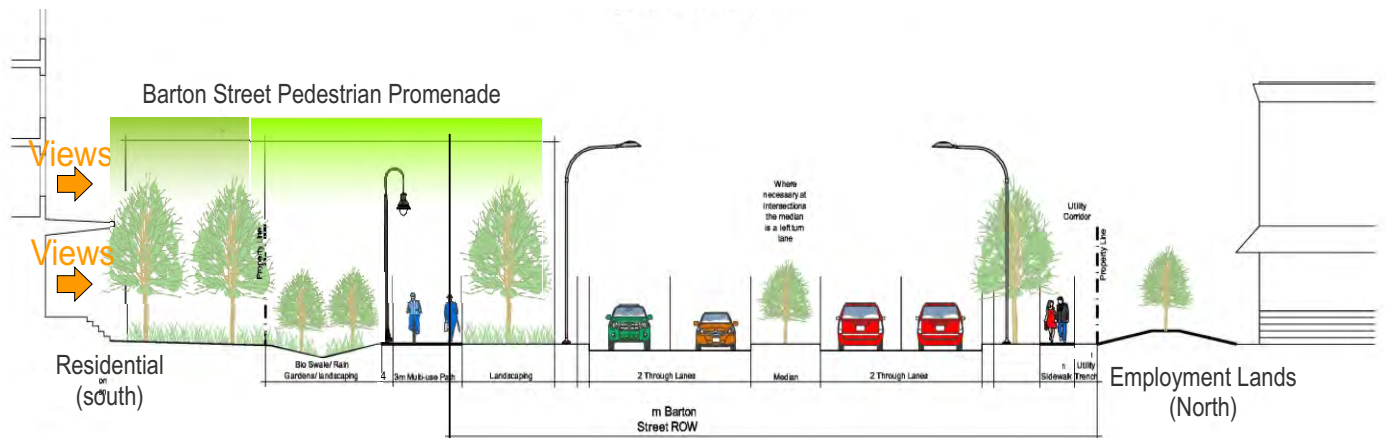 Barton Street Pedestrian Promenade
Views
Views
Property Line
Where
necessary at
intersections
the median
is a left turn
lane
Utility
Corridor
Property Line
Residential
(south)
Bio Swale/ Rain
Gardens/landscaping
4
3m Multi-use Path
Landscaping
2 Through Lanes
Median
2 Through Lanes
Sidewalk
Utility
Trench
Employment Lands
(North)
m Barton
Street ROW